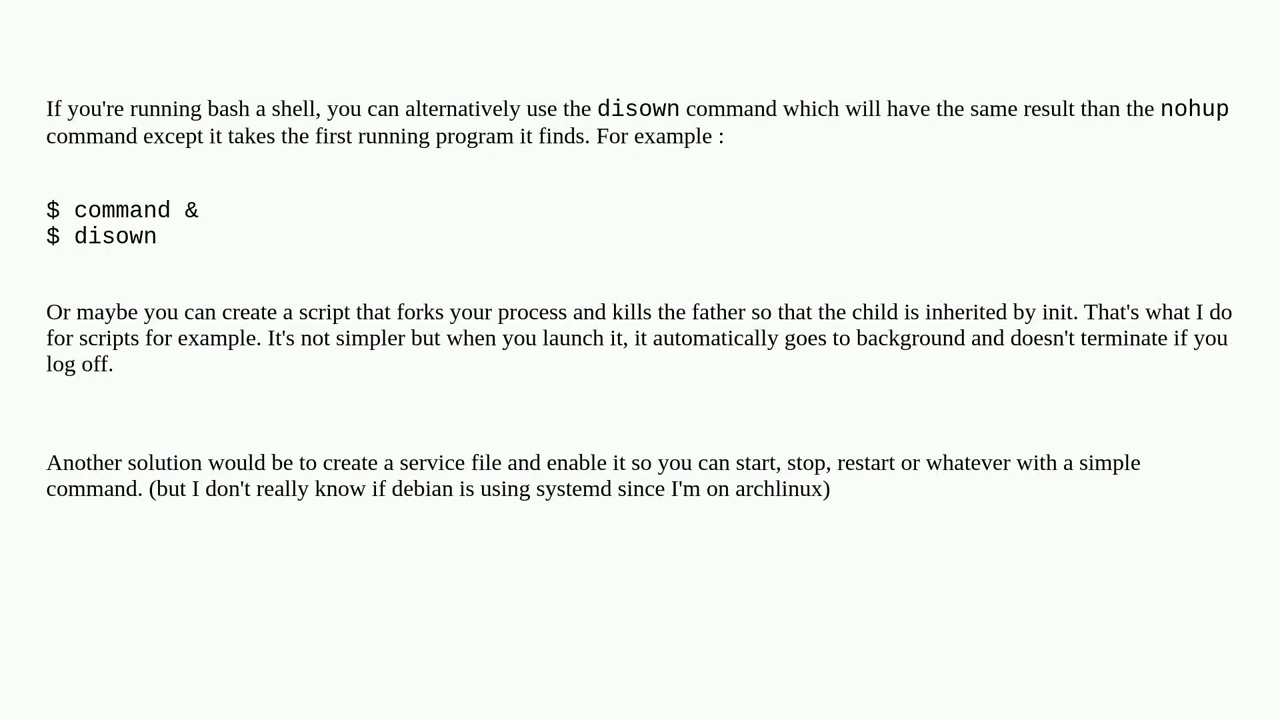 If you're running bash a shell, you can alternatively use the disown command which will have the same result than the nohup
command except it takes the first running program it finds. For example :
$ command &
$ disown
Or maybe you can create a script that forks your process and kills the father so that the child is inherited by init. That's what I do
for scripts for example. It's not simpler but when you launch it, it automatically goes to background and doesn't terminate if you
log off.
Another solution would be to create a service file and enable it so you can start, stop, restart or whatever with a simple
command. (but I don't really know if debian is using systemd since I'm on archlinux)